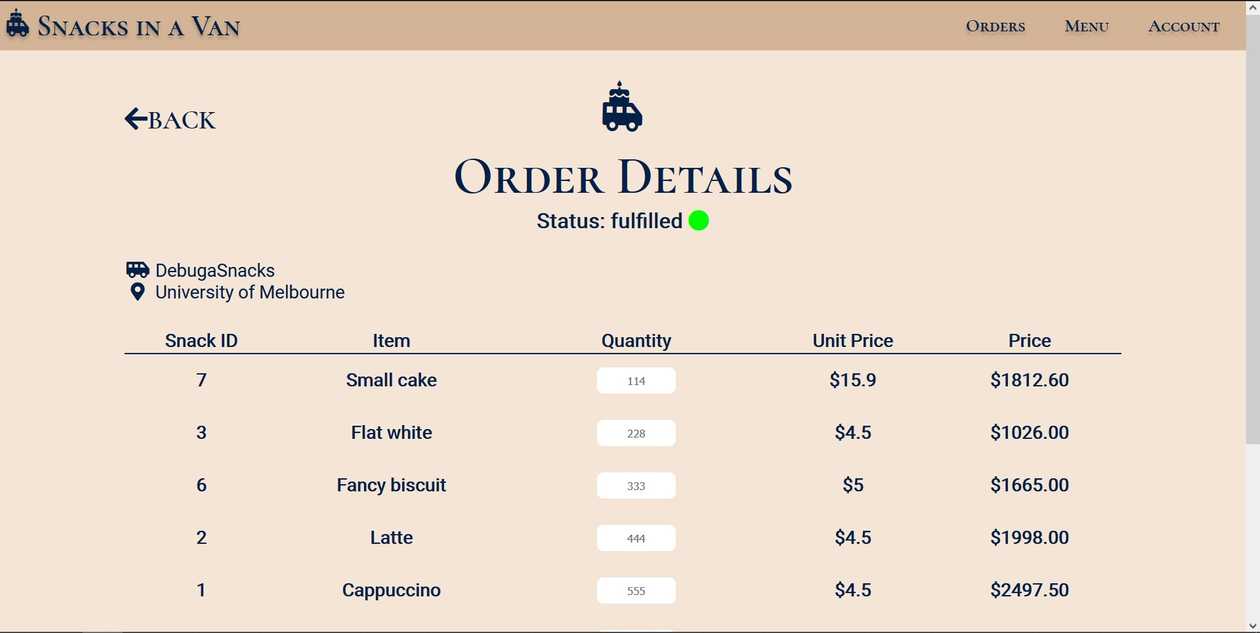 Snacks in a Van Orders Menu Account
BACK
Order Details
Status: fulfilled
DebugaSnacks
University of Melbourne
Snack ID Item Quantity Unit Price Price
7 Small cake 114 $15.9 $1812.60
3 Flat white 228 $4.5 $1026.00
6 Fancy biscuit 333 $5 $1665.00
2 Latte 444 $4.5 $1998.00
1 Cappuccino 555 $4.5 $2497.50